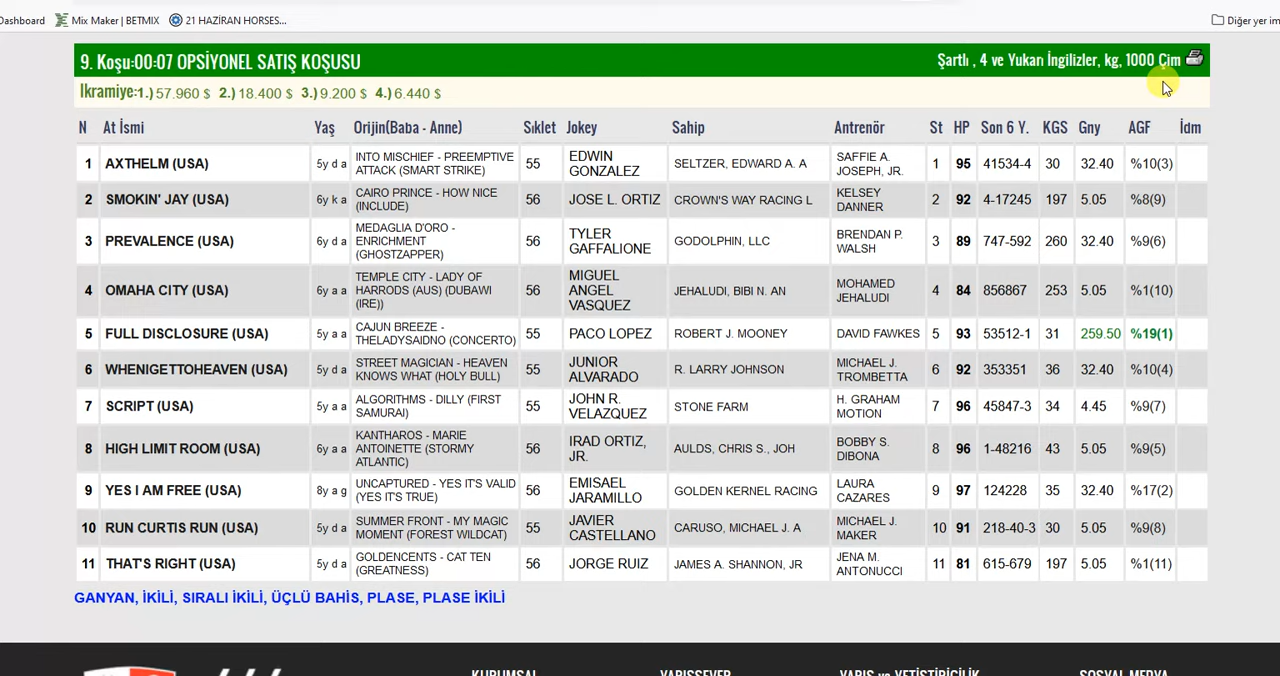 Dashboard Mix Maker | BETMIX 21 HAZİRAN HORSES... Diğer yer im
9. Koşu:00:07 OPSİYONEL SATIŞ KOŞUSU Şartlı , 4 ve Yukarı İngilizler, kg, 1000 Çim
Ikramiye:1.) 57.960 $ 2.) 18.400 $ 3.) 9.200 $ 4.) 6.440 $
N At İsmi Yaş Orijin(Baba - Anne) Sıklet Jokey Sahip Antrenör St HP Son 6 Y. KGS Gny AGF İdm
1 AXTHELM (USA) 5y d a INTO MISCHIEF - PREEMPTIVE ATTACK (SMART STRIKE) 55 EDWIN GONZALEZ SELTZER, EDWARD A. A SAFFIE A. JOSEPH, JR. 1 95 41534-4 30 32.40 %10(3)
2 SMOKIN' JAY (USA) 6y k a CAIRO PRINCE - HOW NICE (INCLUDE) 56 JOSE L. ORTIZ CROWN'S WAY RACING L KELSEY DANNER 2 92 4-17245 197 5.05 %8(9)
3 PREVALENCE (USA) 6y d a MEDAGLIA D'ORO - ENRICHMENT (GHOSTZAPPER) 56 TYLER GAFFALIONE GODOLPHIN, LLC BRENDAN P. WALSH 3 89 747-592 260 32.40 %9(6)
4 OMAHA CITY (USA) 6y a a TEMPLE CITY - LADY OF HARRODS (AUS) (DUBAWI (IRE)) 56 MIGUEL ANGEL VASQUEZ JEHALUDI, BIBI N. AN MOHAMED JEHALUDI 4 84 856867 253 5.05 %1(10)
5 FULL DISCLOSURE (USA) 5y a a CAJUN BREEZE - THELADYSAIDNO (CONCERTO) 55 PACO LOPEZ ROBERT J. MOONEY DAVID FAWKES 5 93 53512-1 31 259.50 %19(1)
6 WHENIGETTOHEAVEN (USA) 5y d a STREET MAGICIAN - HEAVEN KNOWS WHAT (HOLY BULL) 55 JUNIOR ALVARADO R. LARRY JOHNSON MICHAEL J. TROMBETTA 6 92 353351 36 32.40 %10(4)
7 SCRIPT (USA) 5y a a ALGORITHMS - DILLY (FIRST SAMURAI) 55 JOHN R. VELAZQUEZ STONE FARM H. GRAHAM MOTION 7 96 45847-3 34 4.45 %9(7)
8 HIGH LIMIT ROOM (USA) 6y a a KANTHAROS - MARIE ANTOINETTE (STORMY ATLANTIC) 56 IRAD ORTIZ, JR. AULDS, CHRIS S., JOH BOBBY S. DIBONA 8 96 1-48216 43 5.05 %9(5)
9 YES I AM FREE (USA) 8y a g UNCAPTURED - YES IT'S VALID (YES IT'S TRUE) 56 EMISAEL JARAMILLO GOLDEN KERNEL RACING LAURA CAZARES 9 97 124228 35 32.40 %17(2)
10 RUN CURTIS RUN (USA) 5y d a SUMMER FRONT - MY MAGIC MOMENT (FOREST WILDCAT) 55 JAVIER CASTELLANO CARUSO, MICHAEL J. A MICHAEL J. MAKER 10 91 218-40-3 30 5.05 %9(8)
11 THAT'S RIGHT (USA) 5y d a GOLDENCENTS - CAT TEN (GREATNESS) 56 JORGE RUIZ JAMES A. SHANNON, JR JENA M. ANTONUCCI 11 81 615-679 197 5.05 %1(11)
GANYAN, İKİLİ, SIRALI İKİLİ, ÜÇLÜ BAHİS, PLASE, PLASE İKİLİ
KURUMSAL YARIŞSEVER YARIŞ ve YETİŞTİRİCİLİK SOSYAL MEDYA